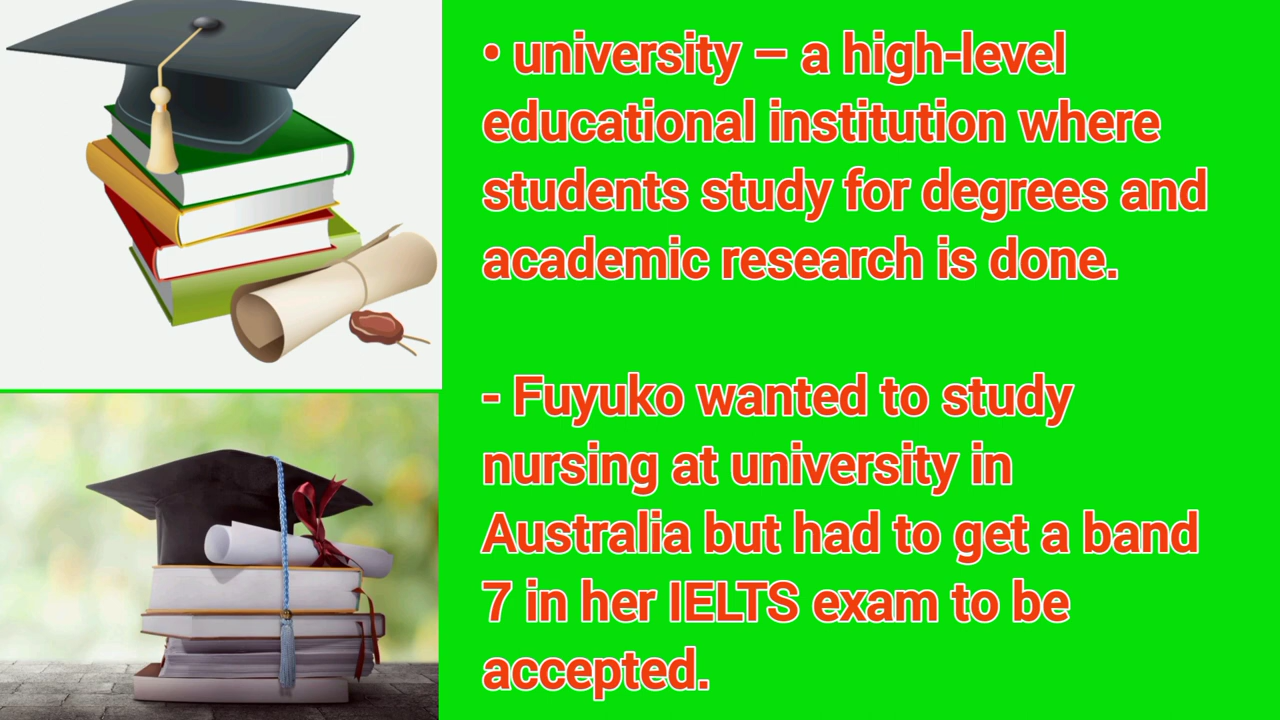 • university – a high-level
educational institution where
students study for degrees and
academic research is done.
- Fuyuko wanted to study
nursing at university in
Australia but had to get a band
7 in her IELTS exam to be
accepted.